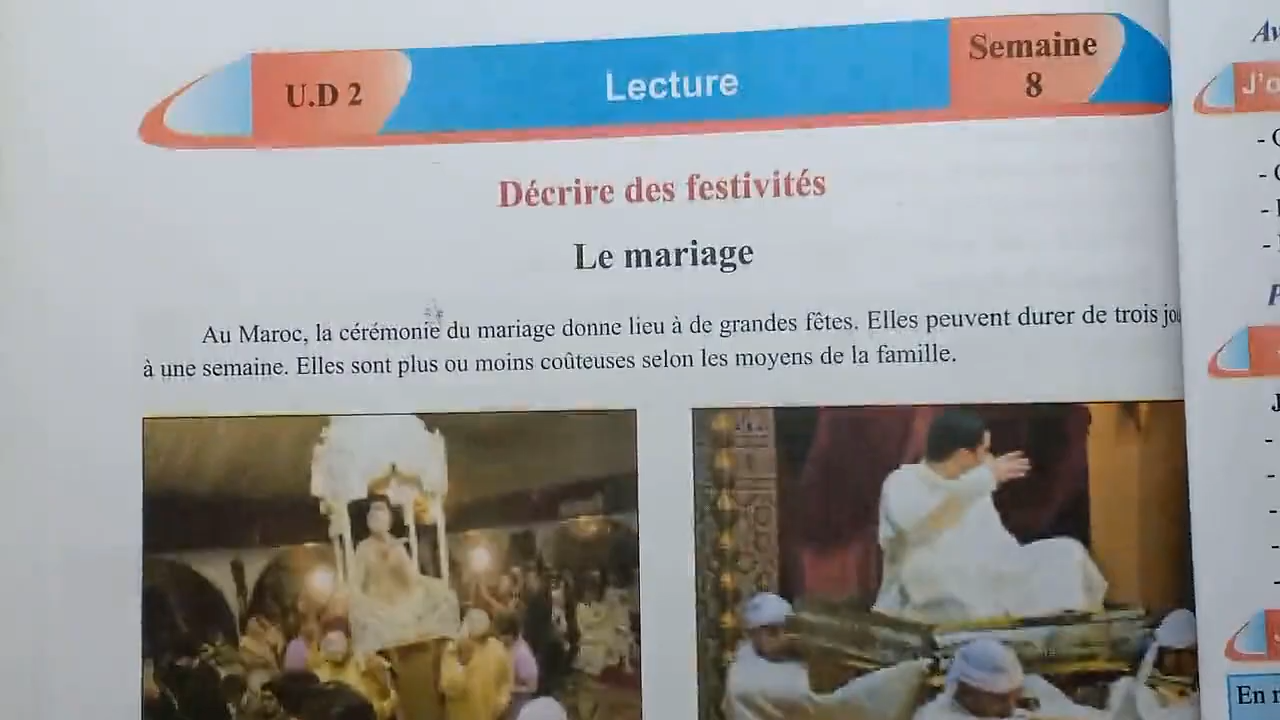 U.D 2
Lecture
Semaine
8
Décrire des festivités
Le mariage
Au Maroc, la cérémonie du mariage donne lieu à de grandes fêtes. Elles peuvent durer de trois
à une semaine. Elles sont plus ou moins coûteuses selon les moyens de la famille.
En